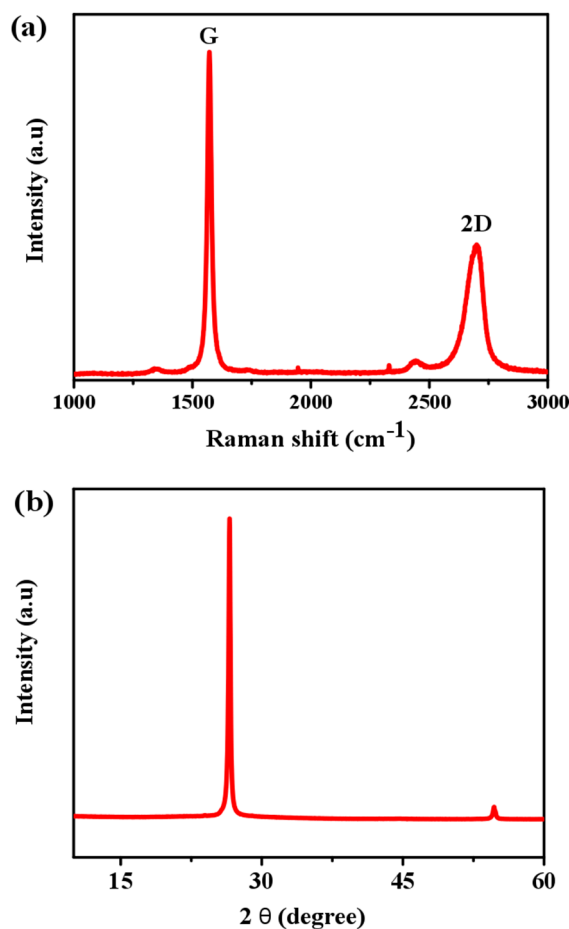 (a)
G
2D
Intensity (a.u)
1000 1500 2000 2500 3000
Raman shift (cm-1)
(b)
Intensity (a.u)
15 30 45 60
2 θ (degree)